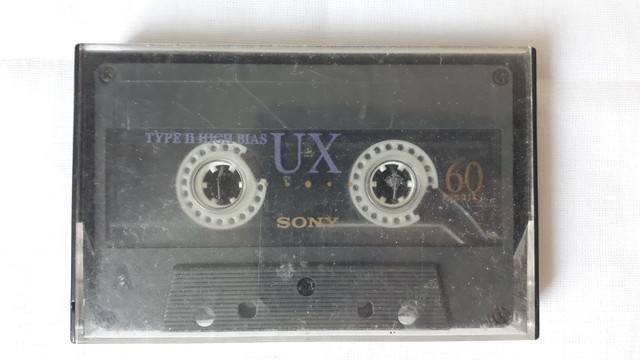 TYPE II HIGH BIAS
UX
60
SONY